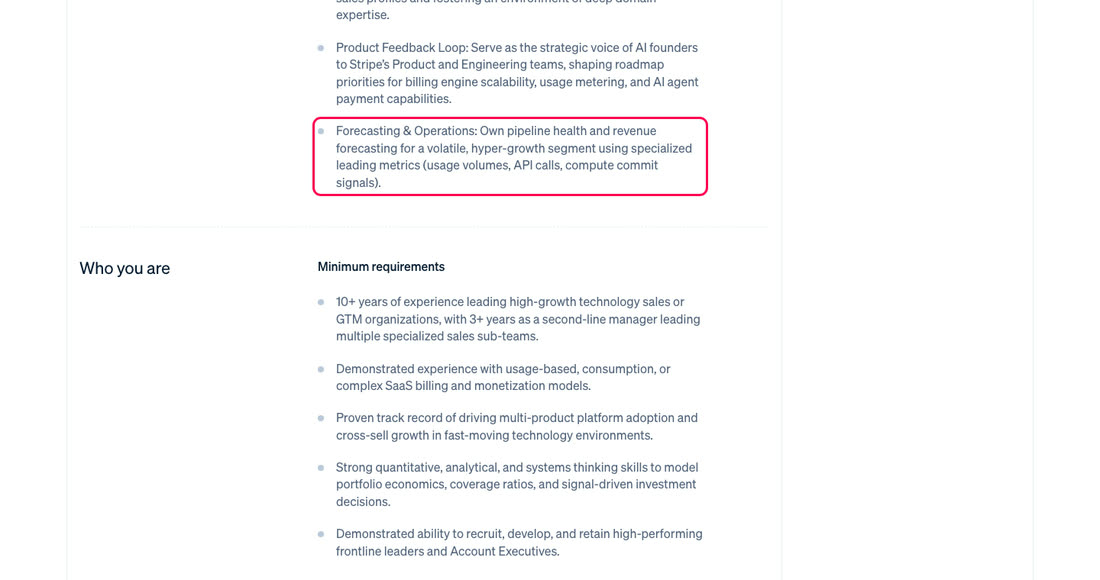 sales profiles and fostering an environment of deep domain
expertise.
Product Feedback Loop: Serve as the strategic voice of AI founders
to Stripe's Product and Engineering teams, shaping roadmap
priorities for billing engine scalability, usage metering, and AI agent
payment capabilities.
Forecasting & Operations: Own pipeline health and revenue
forecasting for a volatile, hyper-growth segment using specialized
leading metrics (usage volumes, API calls, compute commit
signals).
Who you are
Minimum requirements
10+ years of experience leading high-growth technology sales or
GTM organizations, with 3+ years as a second-line manager leading
multiple specialized sales sub-teams.
Demonstrated experience with usage-based, consumption, or
complex SaaS billing and monetization models.
Proven track record of driving multi-product platform adoption and
cross-sell growth in fast-moving technology environments.
Strong quantitative, analytical, and systems thinking skills to model
portfolio economics, coverage ratios, and signal-driven investment
decisions.
Demonstrated ability to recruit, develop, and retain high-performing
frontline leaders and Account Executives.